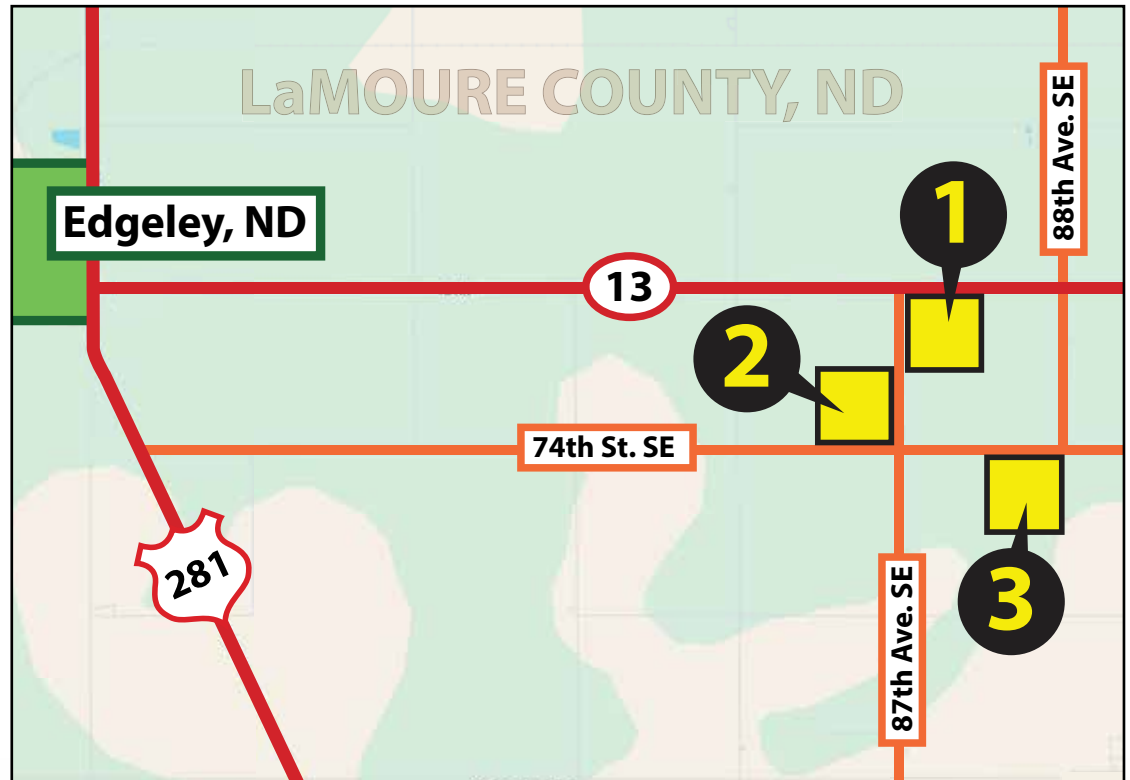 LaMOURE COUNTY, ND
88th Ave. SE
Edgeley, ND
1
13
2
74th St. SE
281
3
87th Ave. SE